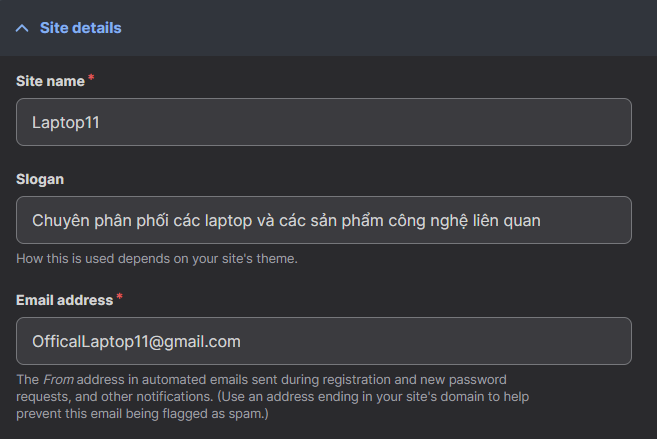 Site details
Site name*
Laptop11
Slogan
Chuyên phân phối các laptop và các sản phẩm công nghệ liên quan
How this is used depends on your site's theme.
Email address*
OfficalLaptop11@gmail.com
The From address in automated emails sent during registration and new password
requests, and other notifications. (Use an address ending in your site's domain to help
prevent this email being flagged as spam.)